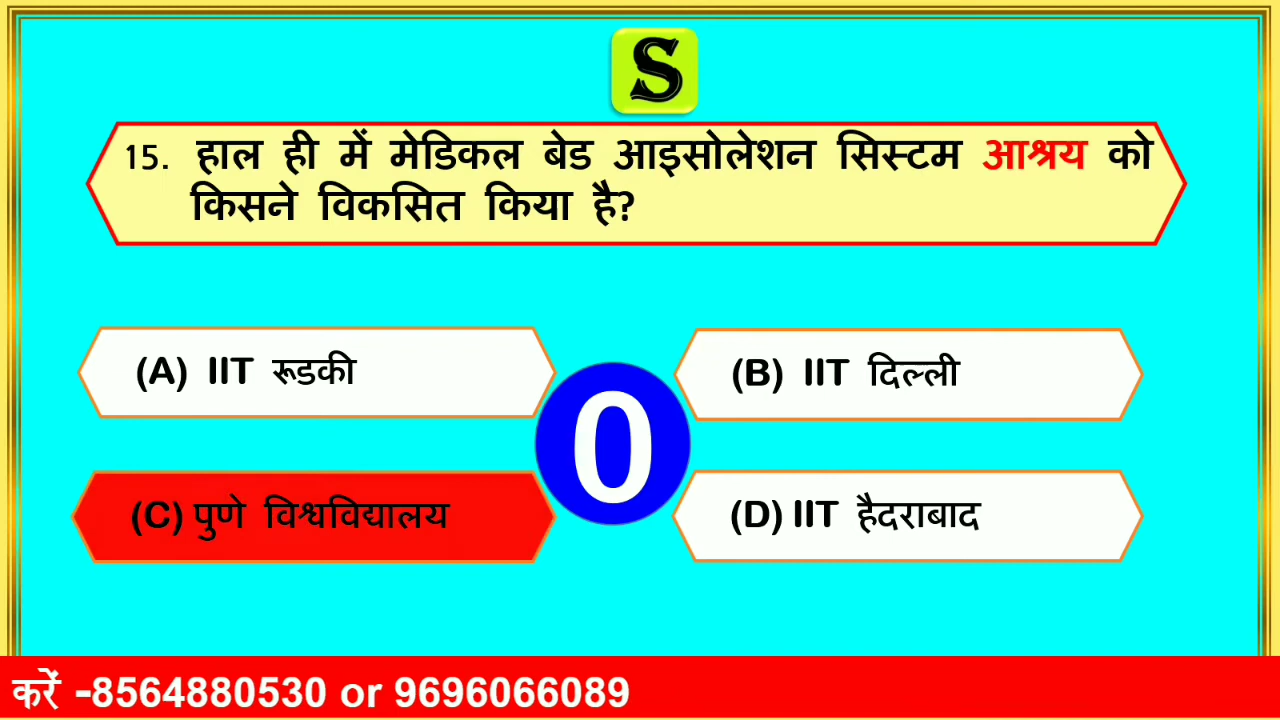 S
15. हाल ही में मेडिकल बेड आइसोलेशन सिस्टम आश्रय को
किसने विकसित किया है?
(A) IIT रूडकी
(B) IIT दिल्ली
0
(C) पुणे विश्वविद्यालय
(D) IIT हैदराबाद
करें -8564880530 or 9696066089